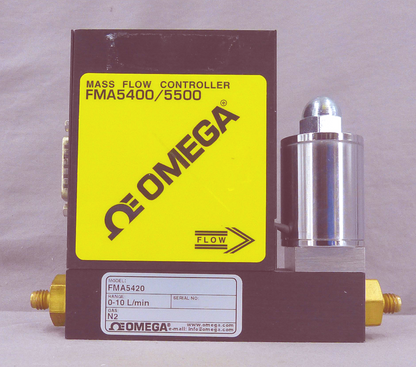 MASS FLOW CONTROLLER
FMA5400/5500
OMEGA®
FLOW
MODEL:
FMA5420
RANGE: SERIAL NO:
0-10 L/min
GAS:
N2
OMEGA® www.omega.com
e-mail: info@omega.com